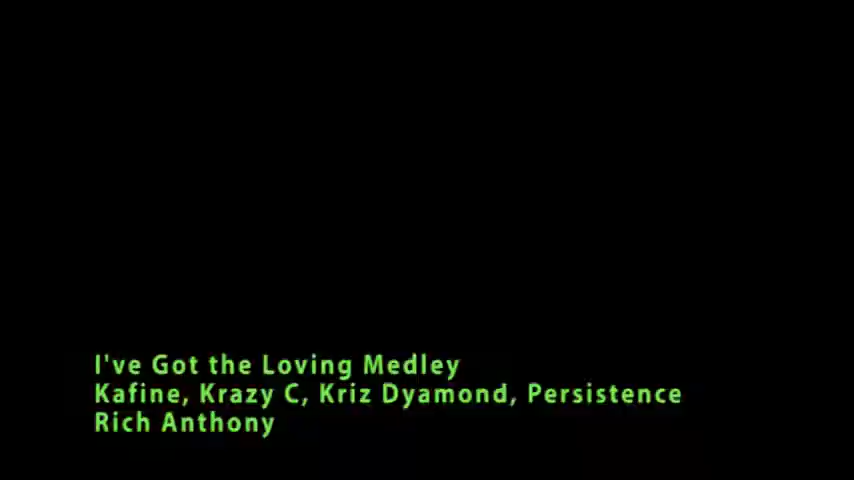 I've Got the Loving Medley
Kafine, Krazy C, Kriz Dyamond, Persistence
Rich Anthony